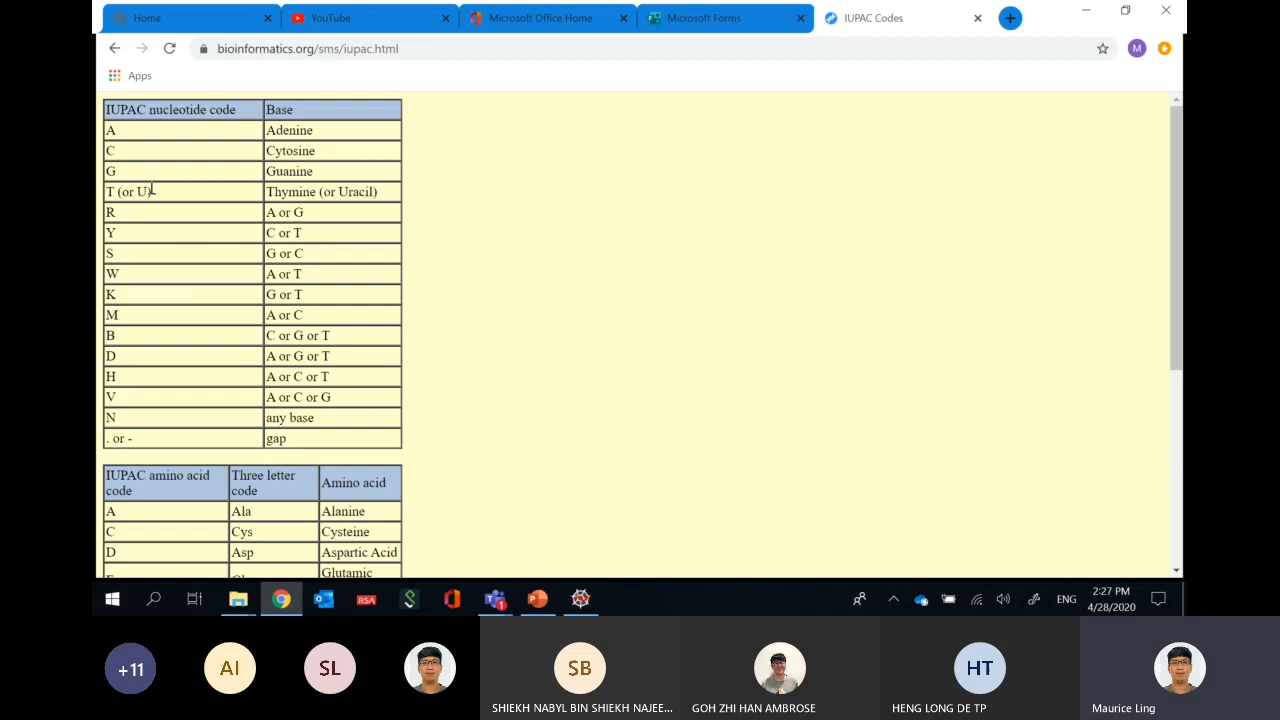 Home
YouTube
Microsoft Office Home
Microsoft Forms
IUPAC Codes
bioinformatics.org/sms/iupac.html
M
Apps
IUPAC nucleotide code Base
A Adenine
C Cytosine
G Guanine
T (or U) Thymine (or Uracil)
R A or G
Y C or T
S G or C
W A or T
K G or T
M A or C
B C or G or T
D A or G or T
H A or C or T
V A or C or G
N any base
. or - gap
IUPAC amino acid code Three letter code Amino acid
A Ala Alanine
C Cys Cysteine
D Asp Aspartic Acid
Glutamic
RSA
1
ENG
2:27 PM
4/28/2020
+11
AI
SL
SB
HT
SHIEKH NABYL BIN SHIEKH NAJEE...
GOH ZHI HAN AMBROSE
HENG LONG DE TP
Maurice Ling